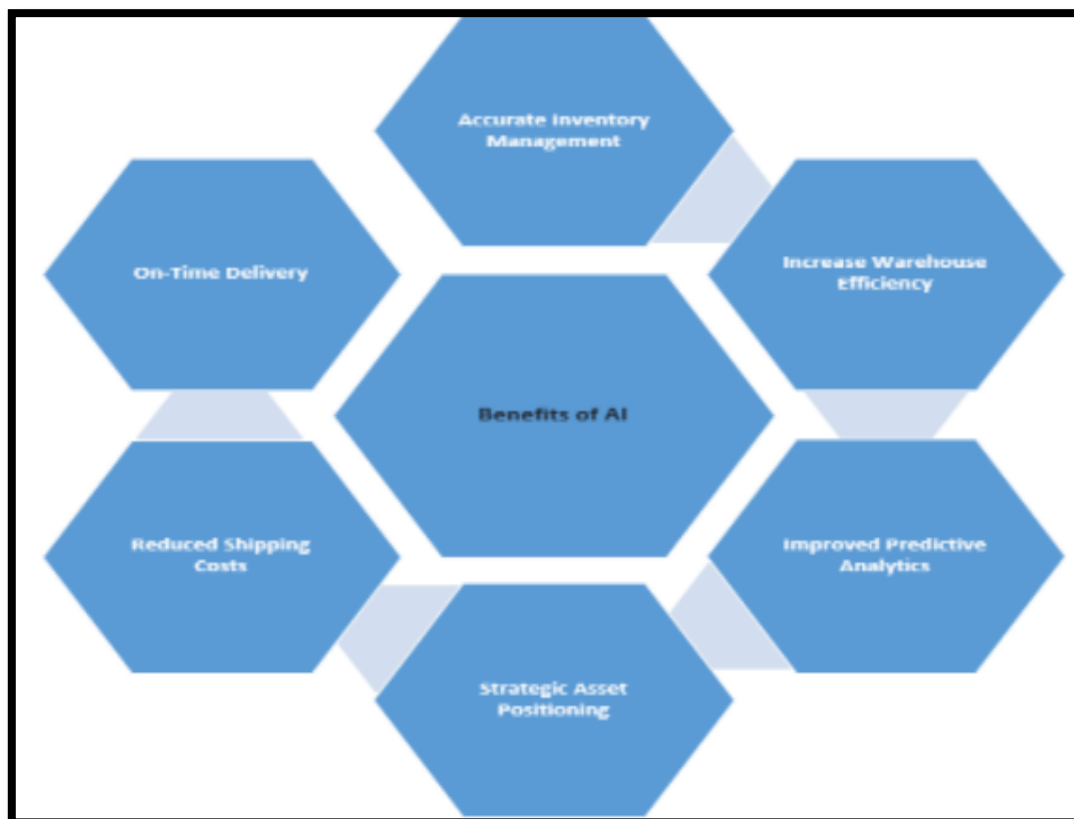 Accurate Inventory
Management
On-Time Delivery
Increase Warehouse
Efficiency
Benefits of AI
Reduced Shipping
Costs
Improved Predictive
Analytics
Strategic Asset
Positioning